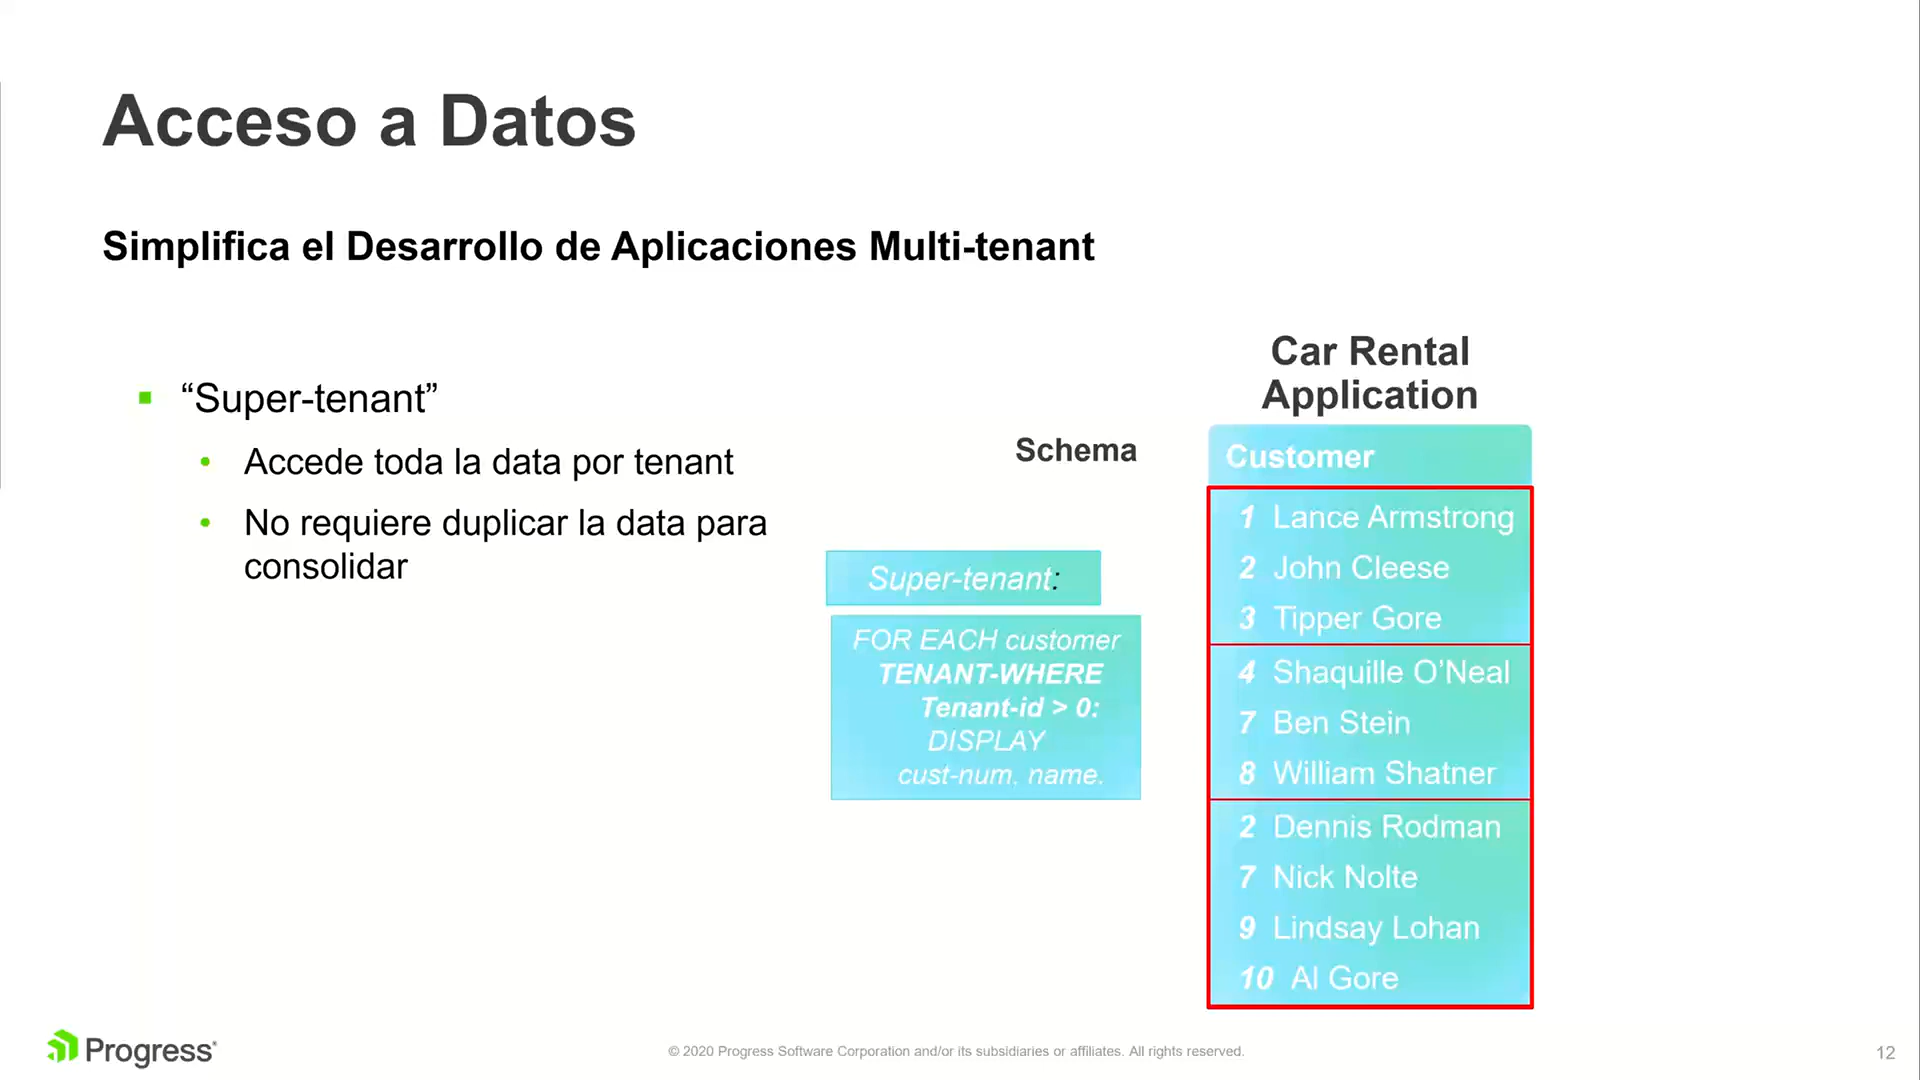 Acceso a Datos
Simplifica el Desarrollo de Aplicaciones Multi-tenant
“Super-tenant”
Accede toda la data por tenant
No requiere duplicar la data para
consolidar
Schema
Super-tenant:
FOR EACH customer
TENANT-WHERE
Tenant-id > 0:
DISPLAY
cust-num. name.
Car Rental
Application
Customer
1 Lance Armstrong
2 John Cleese
3 Tipper Gore
4 Shaquille O’Neal
7 Ben Stein
8 William Shatner
2 Dennis Rodman
7 Nick Nolte
9 Lindsay Lohan
10 Al Gore
Progress
© 2020 Progress Software Corporation and/or its subsidiaries or affiliates. All rights reserved.
12